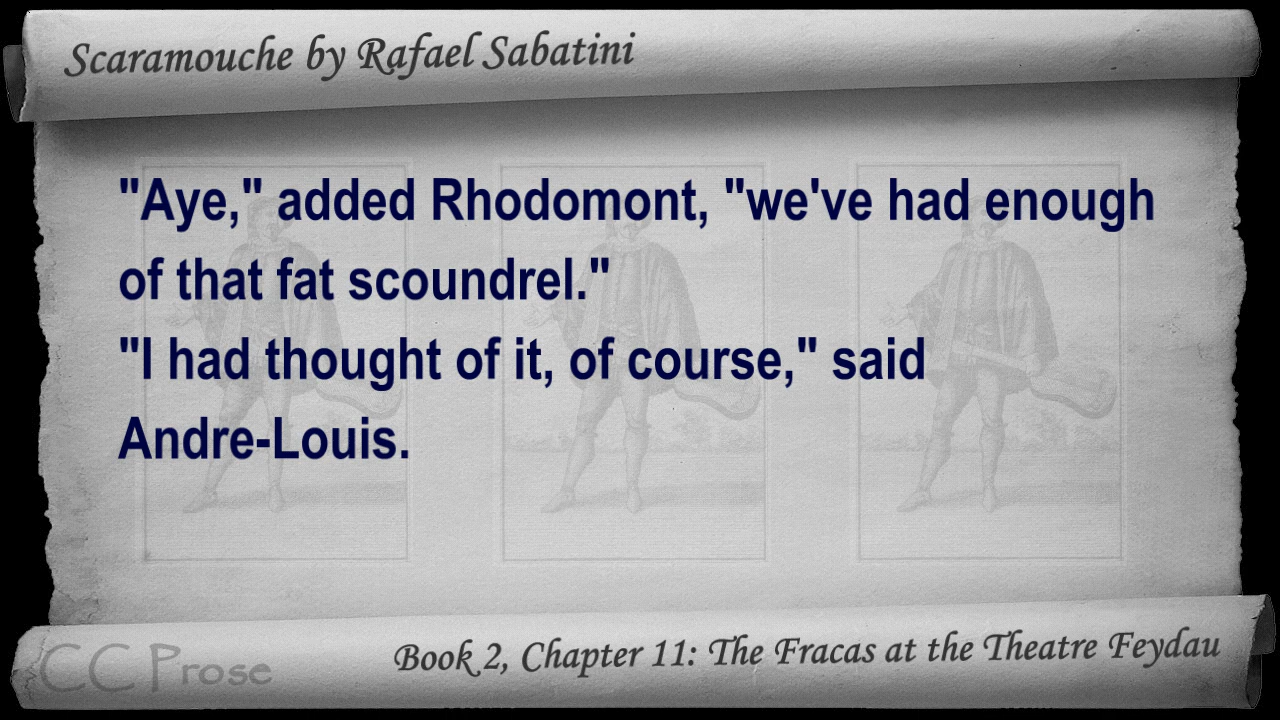 Scaramouche by Rafael Sabatini
"Aye," added Rhodomont, "we've had enough
of that fat scoundrel."
"I had thought of it, of course," said
Andre-Louis.
CC Prose
Book 2, Chapter 11: The Fracas at the Theatre Feydau